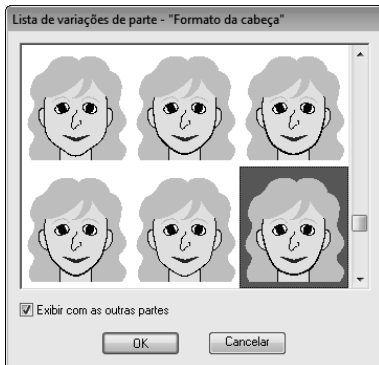 Lista de variações de parte - "Formato da cabeça"
Exibir com as outras partes
OK
Cancelar